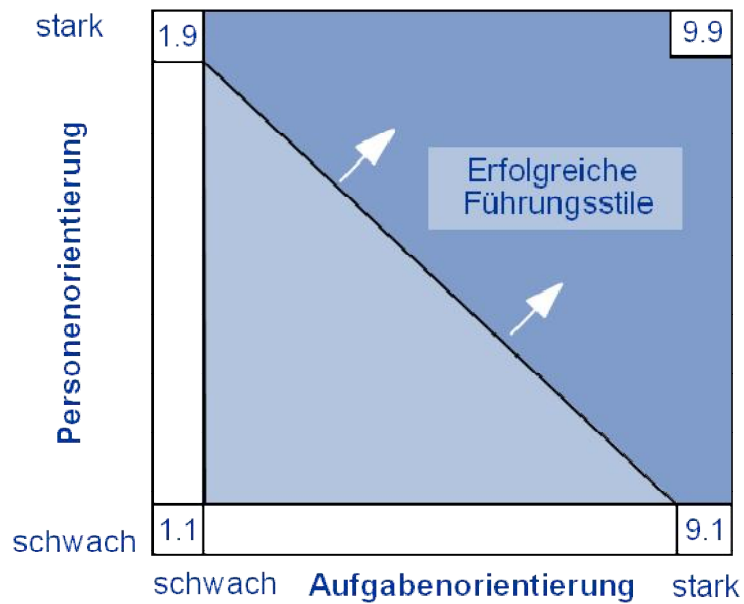 stark
1.9
9.9
Personenorientierung
Erfolgreiche
Führungsstile
schwach
1.1
9.1
schwach
Aufgabenorientierung
stark